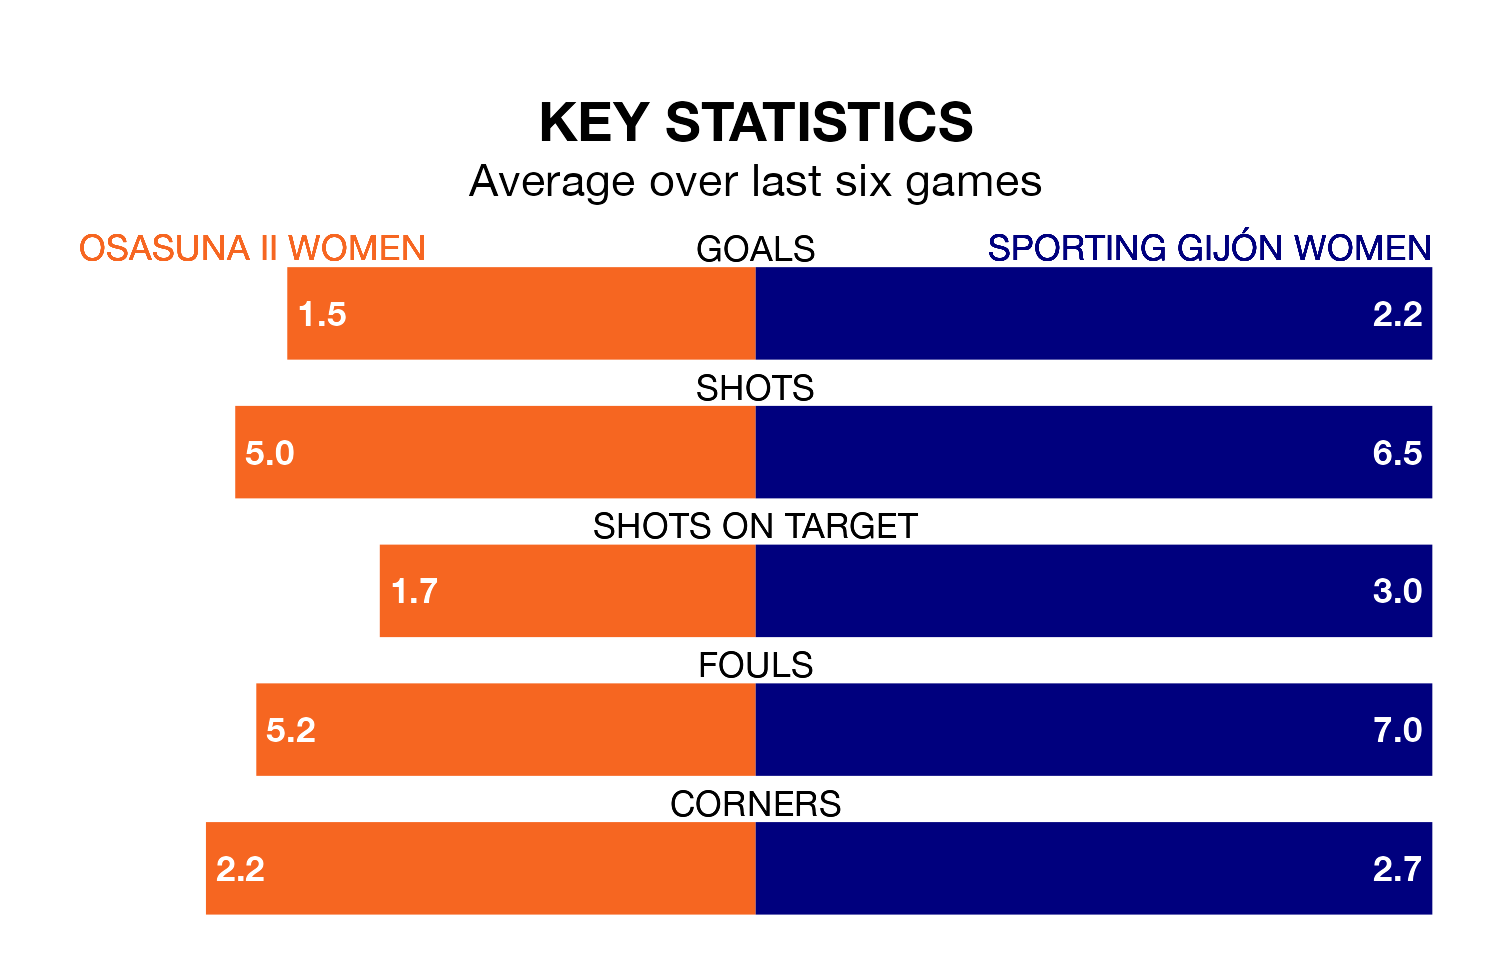 KEY STATISTICS
Average over last six games
OSASUNA II WOMEN GOALS SPORTING GIJÓN WOMEN
1.5 2.2
SHOTS
5.0 6.5
SHOTS ON TARGET
1.7 3.0
FOULS
5.2 7.0
CORNERS
2.2 2.7